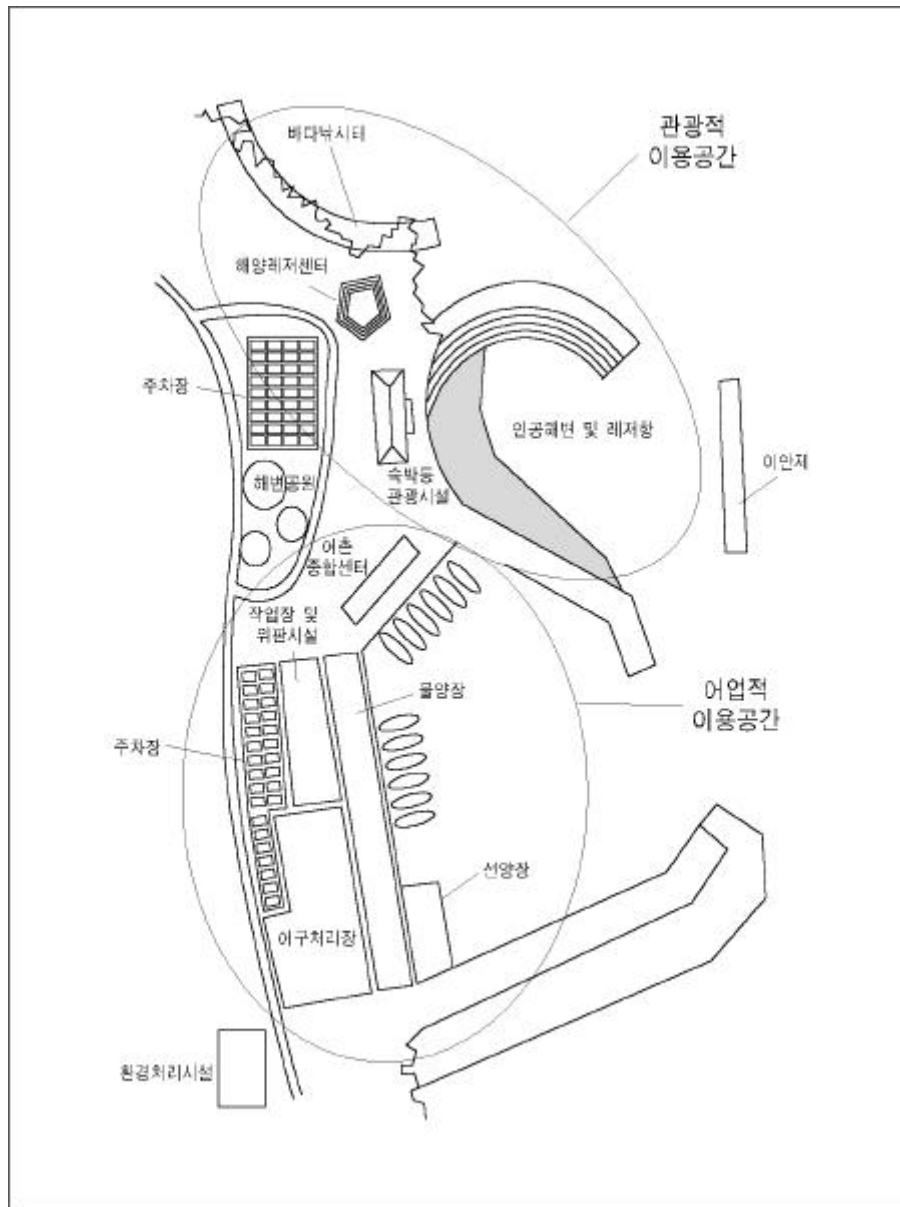 관광적
이용공간
바다낚시터
해양레저센터
주차장
인공해변 및 레저항
이안제
해변공원
숙박등
관광시설
어촌
종합센터
작업장 및
위판시설
물양장
어업적
이용공간
주차장
선양장
어구처리장
환경처리시설